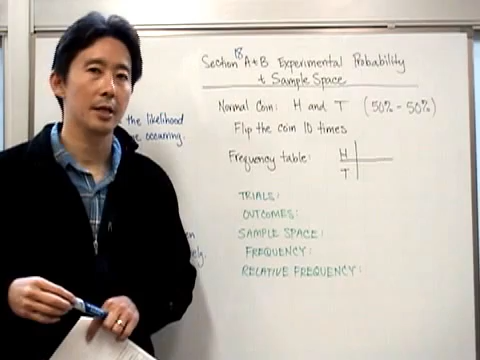 Section 18 A + B Experimental Probability
+ Sample Space
Normal Coin: H and T (50% - 50%)
Flip the coin 10 times
Frequency table: H
T
the likelihood
occurring.
TRIALS:
OUTCOMES:
SAMPLE SPACE:
FREQUENCY:
RELATIVE FREQUENCY: